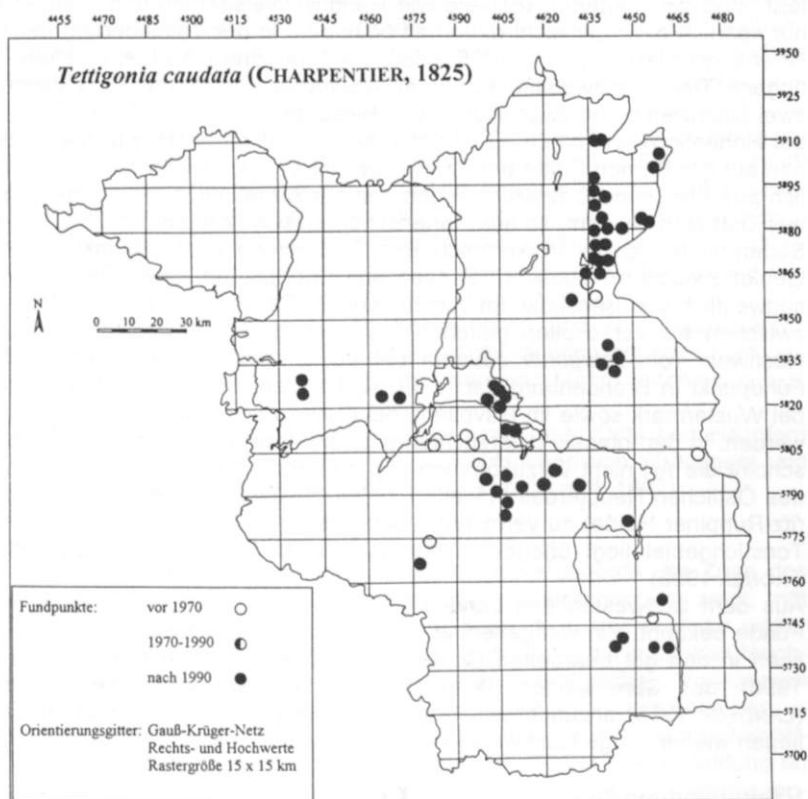 4455 4470 4485 4500 4515 4530 4545 4560 4575 4590 4605 4620 4635 4650 4665 4680
5950
Tettigonia caudata (CHARPENTIER, 1825)
5925
5910
5895
5880
5865
N
0 10 20 30 km
5850
5835
5820
5805
5790
5775
5760
Fundpunkte: vor 1970
1970-1990
nach 1990
5745
5730
Orientierungsgitter: Gauß-Krüger-Netz
Rechts- und Hochwerte
Rastergröße 15 x 15 km
5715
5700